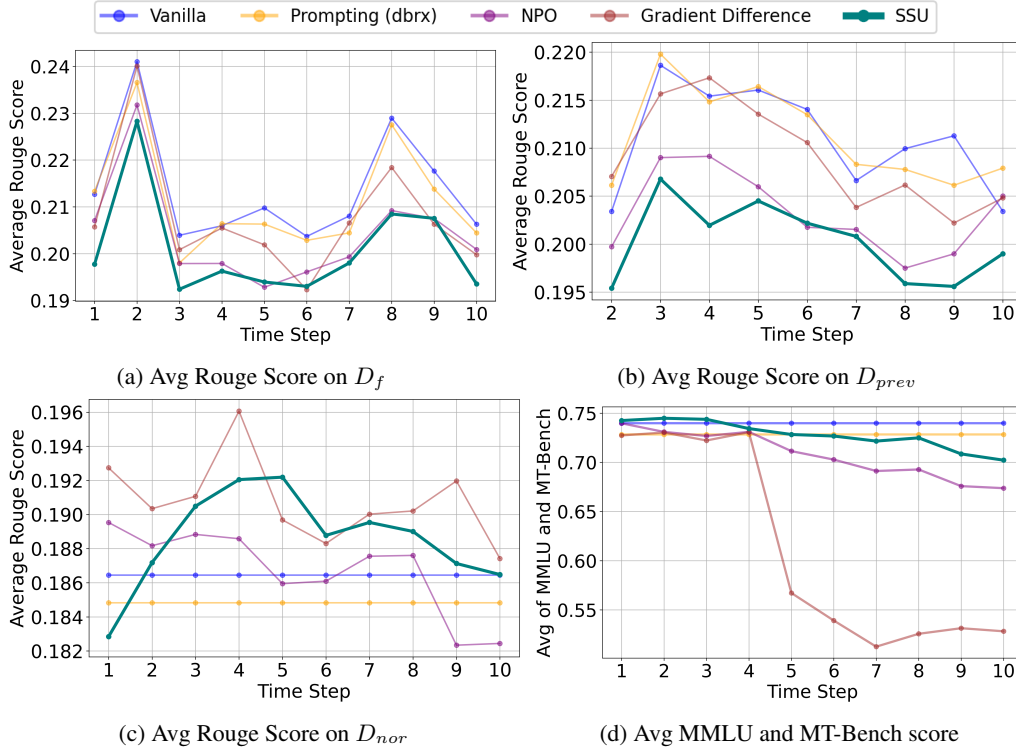 Vanilla Prompting (dbrx) NPO Gradient Difference SSU
Average Rouge Score
0.24
0.23
0.22
0.21
0.20
0.19
1 2 3 4 5 6 7 8 9 10
Time Step
(a) Avg Rouge Score on D_f
Average Rouge Score
0.220
0.215
0.210
0.205
0.200
0.195
2 3 4 5 6 7 8 9 10
Time Step
(b) Avg Rouge Score on D_prev
Average Rouge Score
0.196
0.194
0.192
0.190
0.188
0.186
0.184
0.182
1 2 3 4 5 6 7 8 9 10
Time Step
(c) Avg Rouge Score on D_nor
Avg of MMLU and MT-Bench
0.75
0.70
0.65
0.60
0.55
1 2 3 4 5 6 7 8 9 10
Time Step
(d) Avg MMLU and MT-Bench score